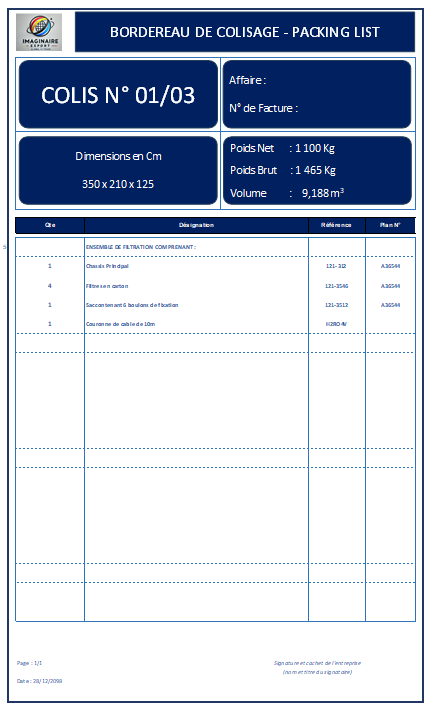 IMAGINAIRE
EXPORT
BORDEREAU DE COLISAGE - PACKING LIST
COLIS N° 01/03
Affaire :
N° de Facture :
Dimensions en Cm
350 x 210 x 125
Poids Net : 1 100 Kg
Poids Brut : 1 465 Kg
Volume : 9,188 m³
Qte Désignation Référence Plan N°
ENSEMBLE DE FILTRATION COMPRENANT :
1 Chassis Principal 121-312 A36544
4 Filtres en carton 121-3546 A36544
1 Sac contenant 6 boulons de fixation 121-3512 A36544
1 Couronne de cable de 10m
Page : 1/1
Signature et cachet de l'entreprise
(nom et titre du signataire)
Date : 28/12/2098